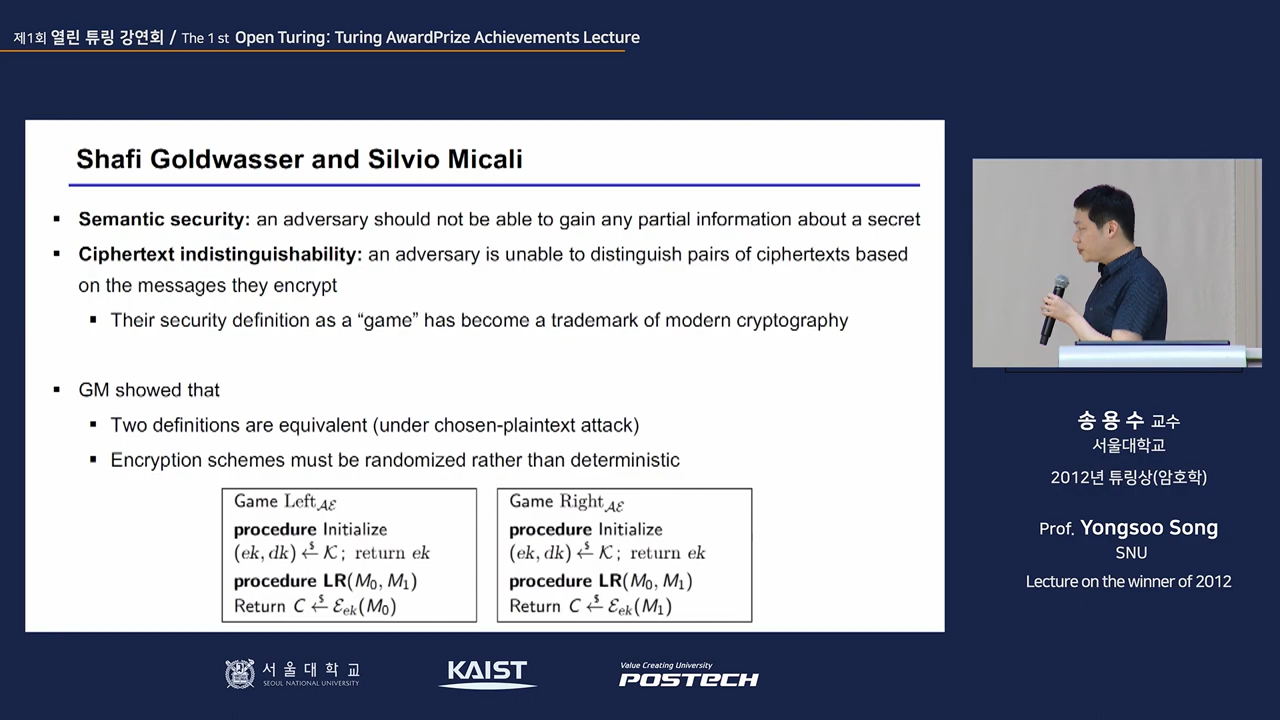 제1회 열린 튜링 강연회 / The 1 st Open Turing: Turing AwardPrize Achievements Lecture
Shafi Goldwasser and Silvio Micali
▪ Semantic security: an adversary should not be able to gain any partial information about a secret
▪ Ciphertext indistinguishability: an adversary is unable to distinguish pairs of ciphertexts based
on the messages they encrypt
▪ Their security definition as a “game” has become a trademark of modern cryptography
▪ GM showed that
▪ Two definitions are equivalent (under chosen-plaintext attack)
▪ Encryption schemes must be randomized rather than deterministic
Game Left𝒜ℰ
procedure Initialize
(ek, dk) ←$ 𝒦; return ek
procedure LR(M₀, M₁)
Return C ←$ ℰek(M₀)
Game Right𝒜ℰ
procedure Initialize
(ek, dk) ←$ 𝒦; return ek
procedure LR(M₀, M₁)
Return C ←$ ℰek(M₁)
송 용 수 교수
서울대학교
2012년 튜링상(암호학)
Prof. Yongsoo Song
SNU
Lecture on the winner of 2012
서울대학교
SEOUL NATIONAL UNIVERSITY
KAIST
Value Creating University
POSTECH